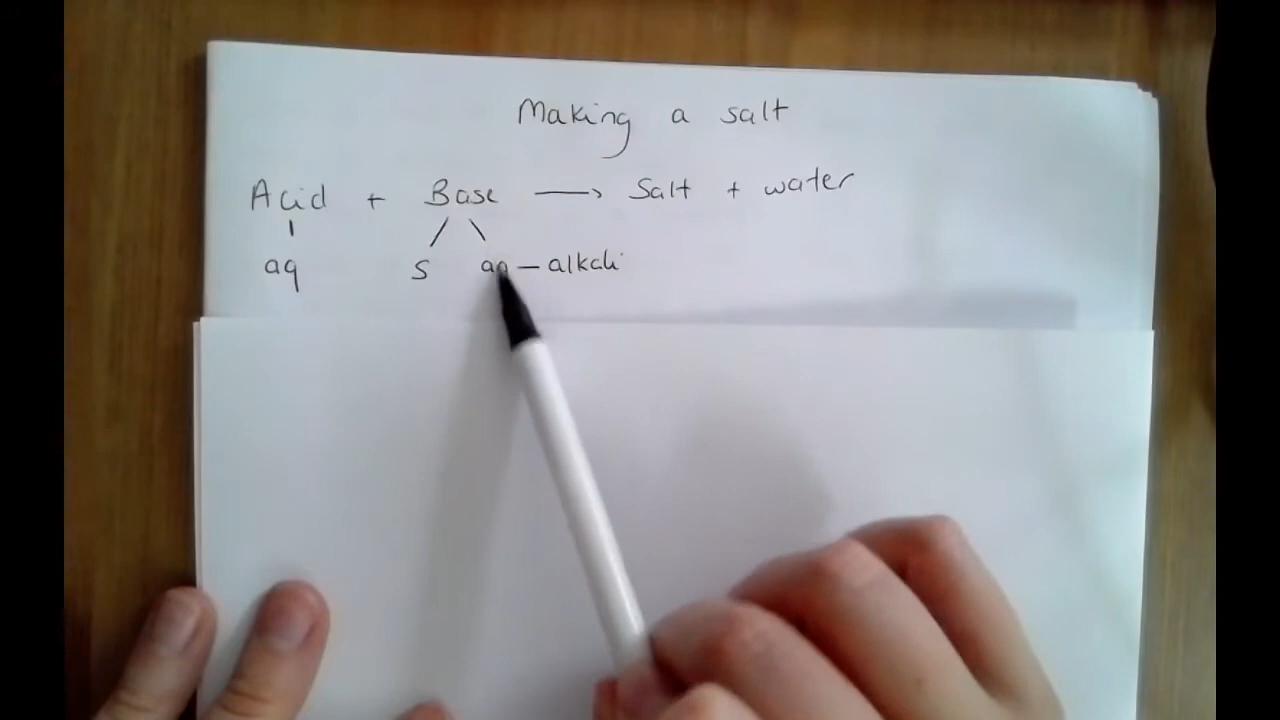 Making a salt
Acid + Base → Salt + water
aq s aq - alkali